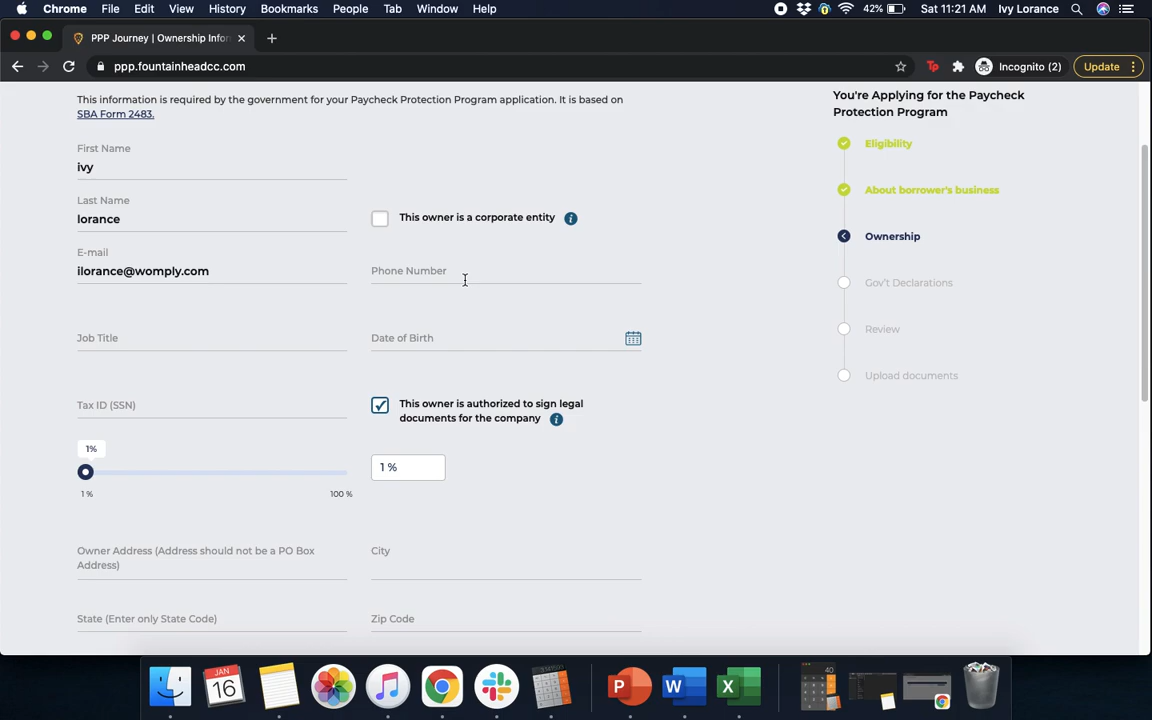 Chrome File Edit View History Bookmarks People Tab Window Help 42% Sat 11:21 AM Ivy Lorance
PPP Journey | Ownership Infor
ppp.fountainheadcc.com Incognito (2) Update
This information is required by the government for your Paycheck Protection Program application. It is based on
SBA Form 2483.
First Name
ivy
Last Name
lorance
This owner is a corporate entity
E-mail
ilorance@womply.com
Phone Number
Job Title
Date of Birth
Tax ID (SSN)
This owner is authorized to sign legal
documents for the company
1%
1 %
1 % 100 %
Owner Address (Address should not be a PO Box
Address)
City
State (Enter only State Code)
Zip Code
You're Applying for the Paycheck
Protection Program
Eligibility
About borrower's business
Ownership
Gov't Declarations
Review
Upload documents
JAN
16
P
W
X
40